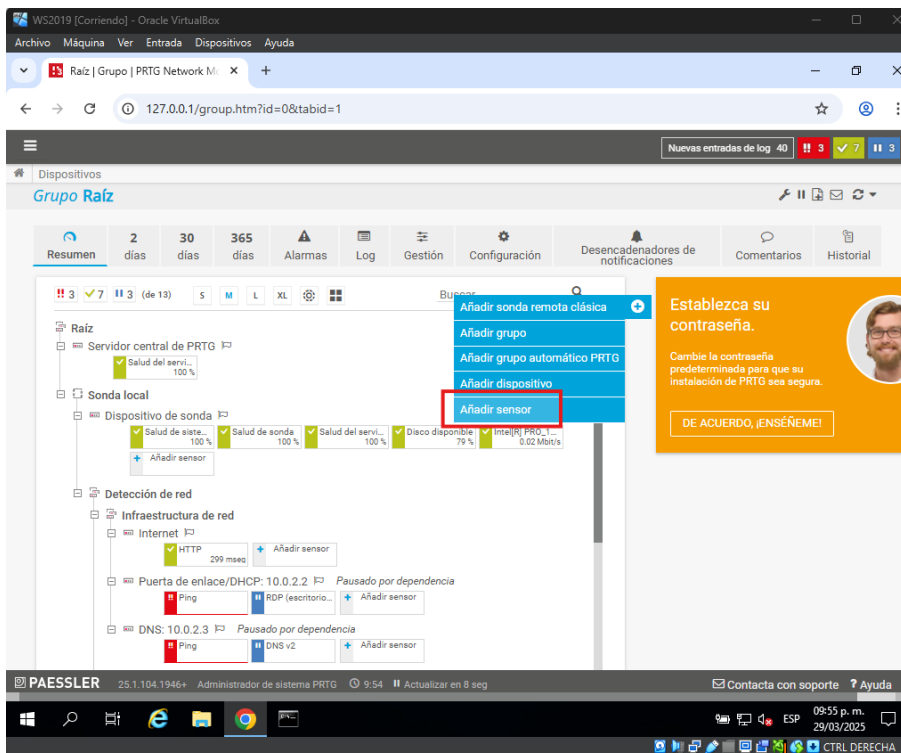 WS2019 [Corriendo] - Oracle VirtualBox
Archivo Máquina Ver Entrada Dispositivos Ayuda
Raíz | Grupo | PRTG Network Mo
127.0.0.1/group.htm?id=0&tabid=1
Nuevas entradas de log 40 3 7 3
Dispositivos
Grupo Raíz
Resumen
2 días
30 días
365 días
Alarmas
Log
Gestión
Configuración
Desencadenadores de notificaciones
Comentarios
Historial
3 7 3 (de 13) S M L XL
Buscar
Añadir sonda remota clásica
Añadir grupo
Añadir grupo automático PRTG
Añadir dispositivo
Añadir sensor
Establezca su
contraseña.
Cambie la contraseña
predeterminada para que su
instalación de PRTG sea segura.
DE ACUERDO, ¡ENSÉÑEME!
Raíz
Servidor central de PRTG
Salud del servi...
100 %
Sonda local
Dispositivo de sonda
Salud de siste... 100 %
Salud de sonda 100 %
Salud del servi... 100 %
Disco disponible 79 %
Intel[R] PRO_1... 0.02 Mbit/s
+ Añadir sensor
Detección de red
Infraestructura de red
Internet
HTTP 299 mseg
+ Añadir sensor
Puerta de enlace/DHCP: 10.0.2.2 Pausado por dependencia
Ping
RDP (escritorio...
+ Añadir sensor
DNS: 10.0.2.3 Pausado por dependencia
Ping
DNS v2
+ Añadir sensor
PAESSLER 25.1.104.1946+ Administrador de sistema PRTG 9:54 Actualizar en 8 seg
Contacta con soporte ? Ayuda
ESP
09:55 p. m.
29/03/2025
CTRL DERECHA